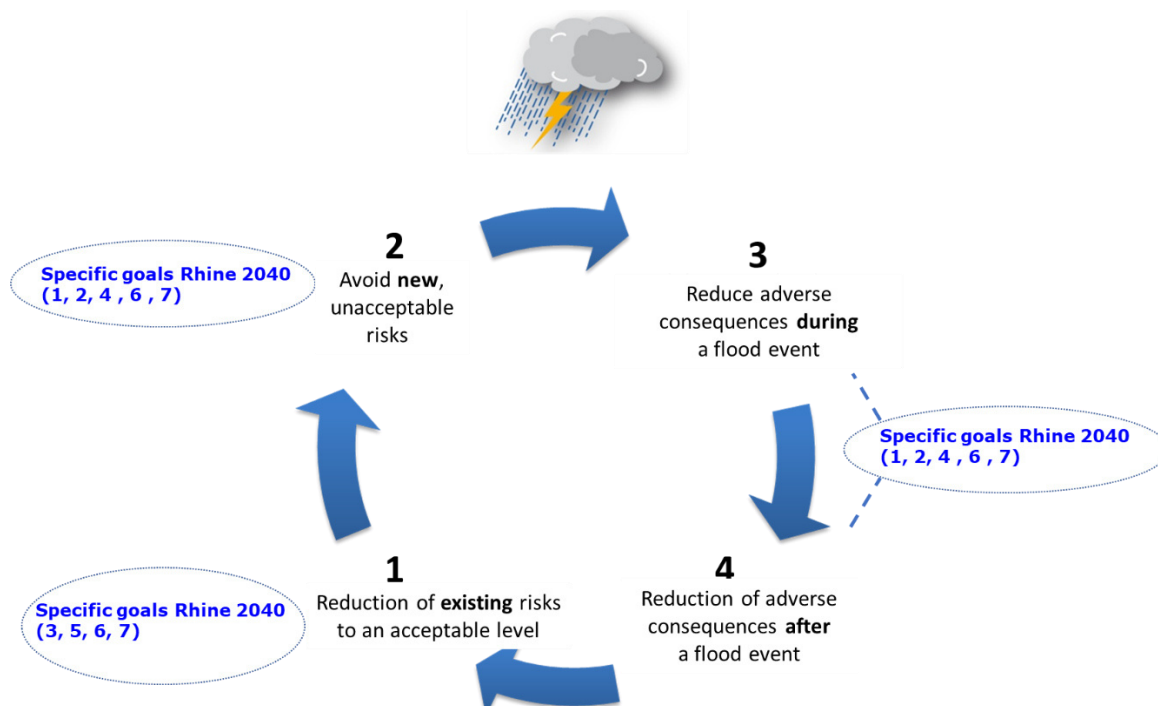 2
Avoid new,
unacceptable
risks
Specific goals Rhine 2040
(1, 2, 4 , 6 , 7)
3
Reduce adverse
consequences during
a flood event
Specific goals Rhine 2040
(1, 2, 4 , 6 , 7)
1
Reduction of existing risks
to an acceptable level
Specific goals Rhine 2040
(3, 5, 6, 7)
4
Reduction of adverse
consequences after
a flood event